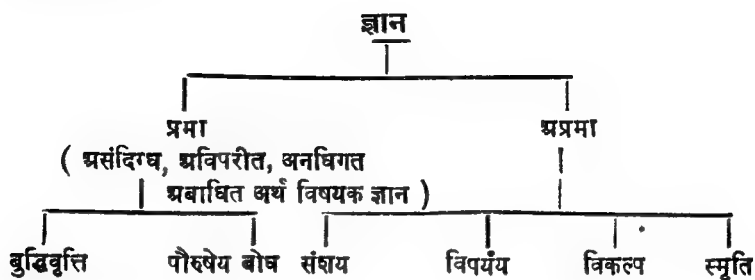 ज्ञान
प्रमा अप्रमा
( असंदिग्ध, अविपरीत, अनधिगत
अबाधित अर्थ विषयक ज्ञान )
बुद्धिवृत्ति पौरुषेय बोध संशय विपर्यय विकल्प स्मृति